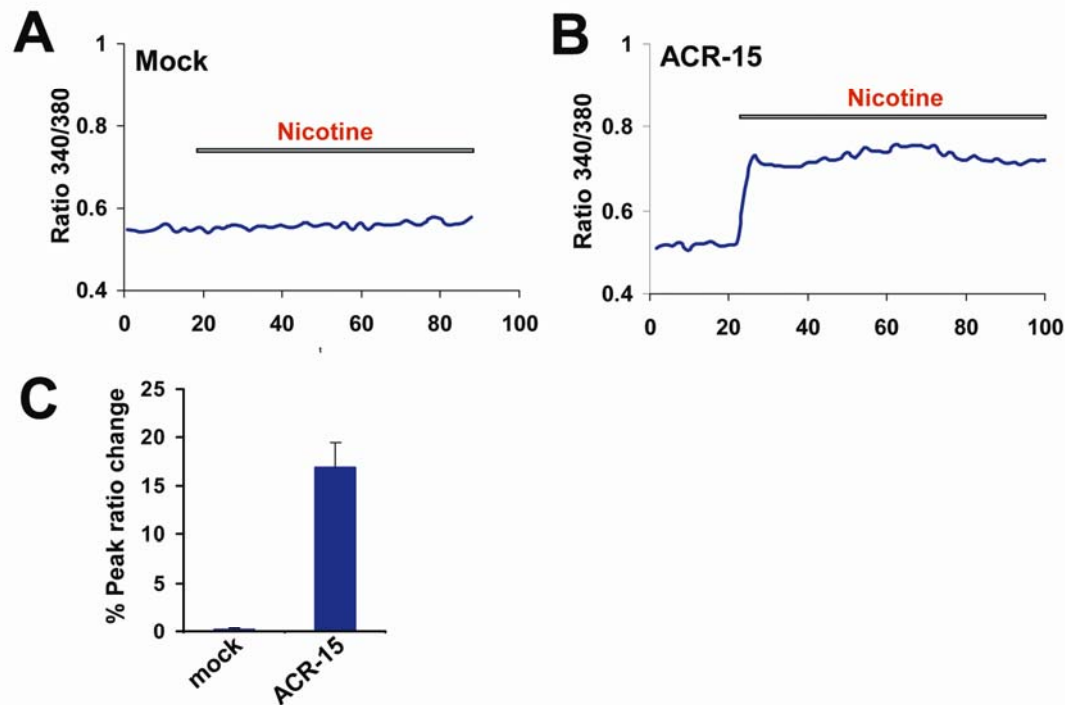 A
Mock
Nicotine
Ratio 340/380
1
0.8
0.6
0.4
0 20 40 60 80 100
B
ACR-15
Nicotine
Ratio 340/380
1
0.8
0.6
0.4
0 20 40 60 80 100
C
% Peak ratio change
25
20
15
10
5
0
mock
ACR-15